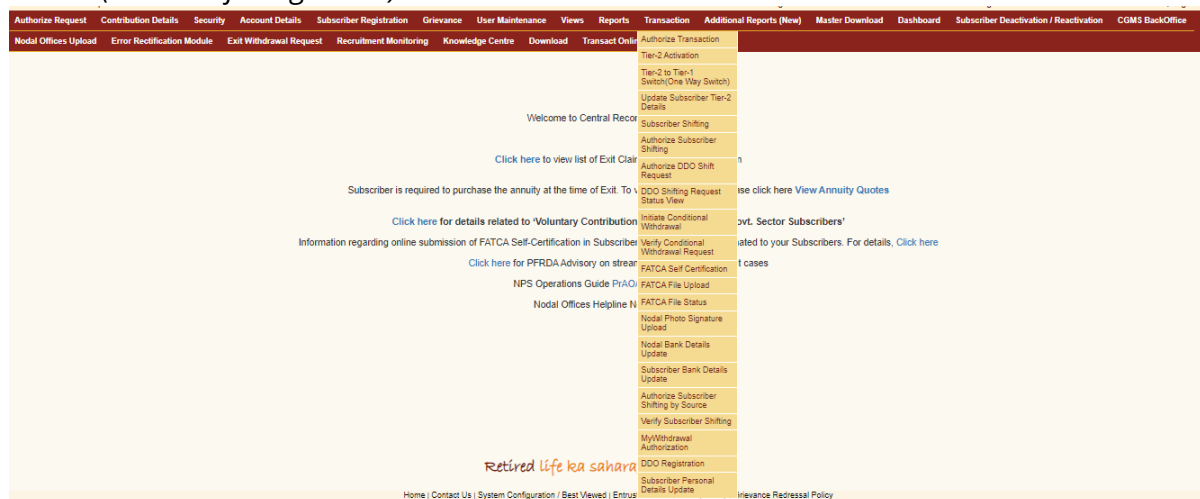 Authorize Request Contribution Details Security Account Details Subscriber Registration Grievance User Maintenance Views Reports Transaction Additional Reports (New) Master Download Dashboard Subscriber Deactivation / Reactivation CGMS BackOffice
Nodal Offices Upload Error Rectification Module Exit Withdrawal Request Recruitment Monitoring Knowledge Centre Download Transact Onlin
Authorize Transaction
Tier-2 Activation
Tier-2 to Tier-1
Switch(One Way Switch)
Update Subscriber Tier-2
Details
Subscriber Shifting
Authorize Subscriber
Shifting
Authorize DDO Shift
Request
DDO Shifting Request
Status View
Initiate Conditional
Withdrawal
Verify Conditional
Withdrawal Request
FATCA Self Certification
FATCA File Upload
FATCA File Status
Nodal Photo Signature
Upload
Nodal Bank Details
Update
Subscriber Bank Details
Update
Authorize Subscriber
Shifting by Source
Verify Subscriber Shifting
MyWithdrawal
Authorization
DDO Registration
Subscriber Personal
Details Update
Welcome to Central Recor
Click here to view list of Exit Clai
Subscriber is required to purchase the annuity at the time of Exit. To v ase click here View Annuity Quotes
Click here for details related to 'Voluntary Contribution ovt. Sector Subscribers'
Information regarding online submission of FATCA Self-Certification in Subscriber nated to your Subscribers. For details, Click here
Click here for PFRDA Advisory on strean t cases
NPS Operations Guide PrAO/
Nodal Offices Helpline N
Retired life ka sahara
Home | Contact Us | System Configuration / Best Viewed | Entrus rievance Redressal Policy